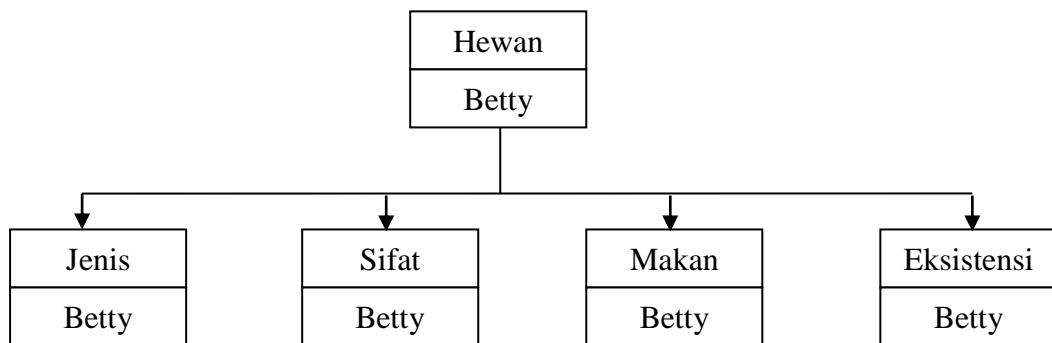 Hewan
Betty
Jenis
Betty
Sifat
Betty
Makan
Betty
Eksistensi
Betty